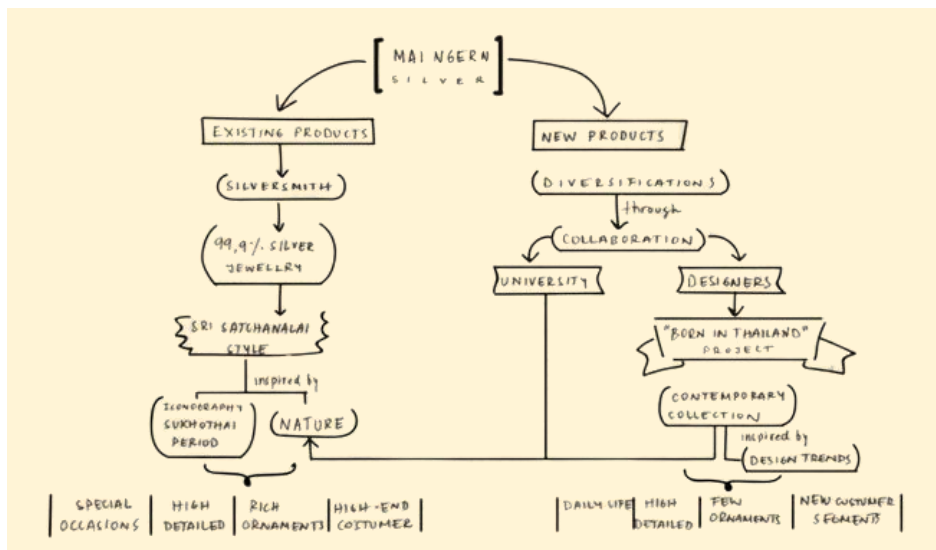 MAI NGERN
SILVER
EXISTING PRODUCTS
NEW PRODUCTS
(SILVERSMITH)
(DIVERSIFICATIONS)
through
(COLLABORATION)
99,9% SILVER
JEWELLRY
UNIVERSITY
DESIGNERS
SRI SATCHANALAI
STYLE
"BORN IN THAILAND"
PROJECT
inspired by
ICONOGRAPHY
SUKHOTHAI
PERIOD
(NATURE)
CONTEMPORARY
COLLECTION
inspired by
(DESIGN TRENDS)
SPECIAL
OCCASIONS
HIGH
DETAILED
RICH
ORNAMENTS
HIGH-END
COSTUMER
DAILY LIFE
HIGH
DETAILED
FEW
ORNAMENTS
NEW CUSTUMER
SEGMENTS